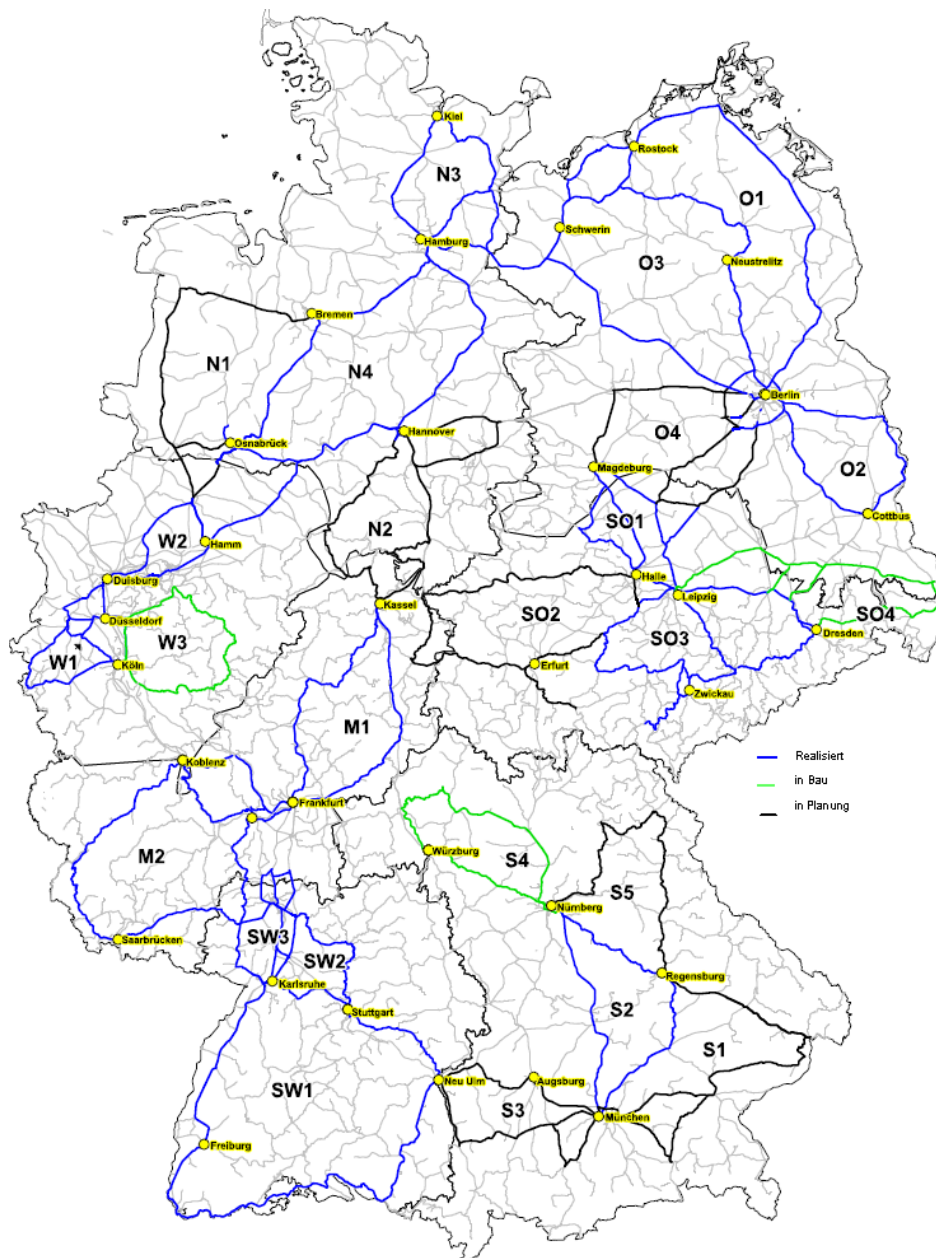 Kiel
N3
Rostock
O1
Schwerin
Hamburg
O3
Neustrelitz
Bremen
N1
N4
Berlin
Osnabrück
Hannover
O4
Magdeburg
O2
Cottbus
SO1
N2
W2
Hamm
Duisburg
Halle
Leipzig
Kassel
SO2
SO4
Düsseldorf
W3
SO3
Dresden
W1
Köln
Erfurt
Zwickau
M1
Realisiert
in Bau
in Planung
Koblenz
Frankfurt
M2
Würzburg
S4
S5
Nürnberg
Saarbrücken
SW3
SW2
Karlsruhe
Regensburg
S2
Stuttgart
S1
Neu Ulm
Augsburg
SW1
S3
München
Freiburg